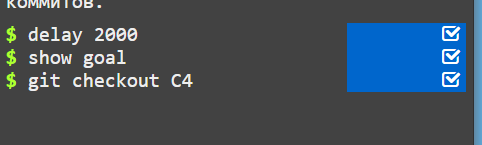 коммитов.
$ delay 2000
$ show goal
$ git checkout C4